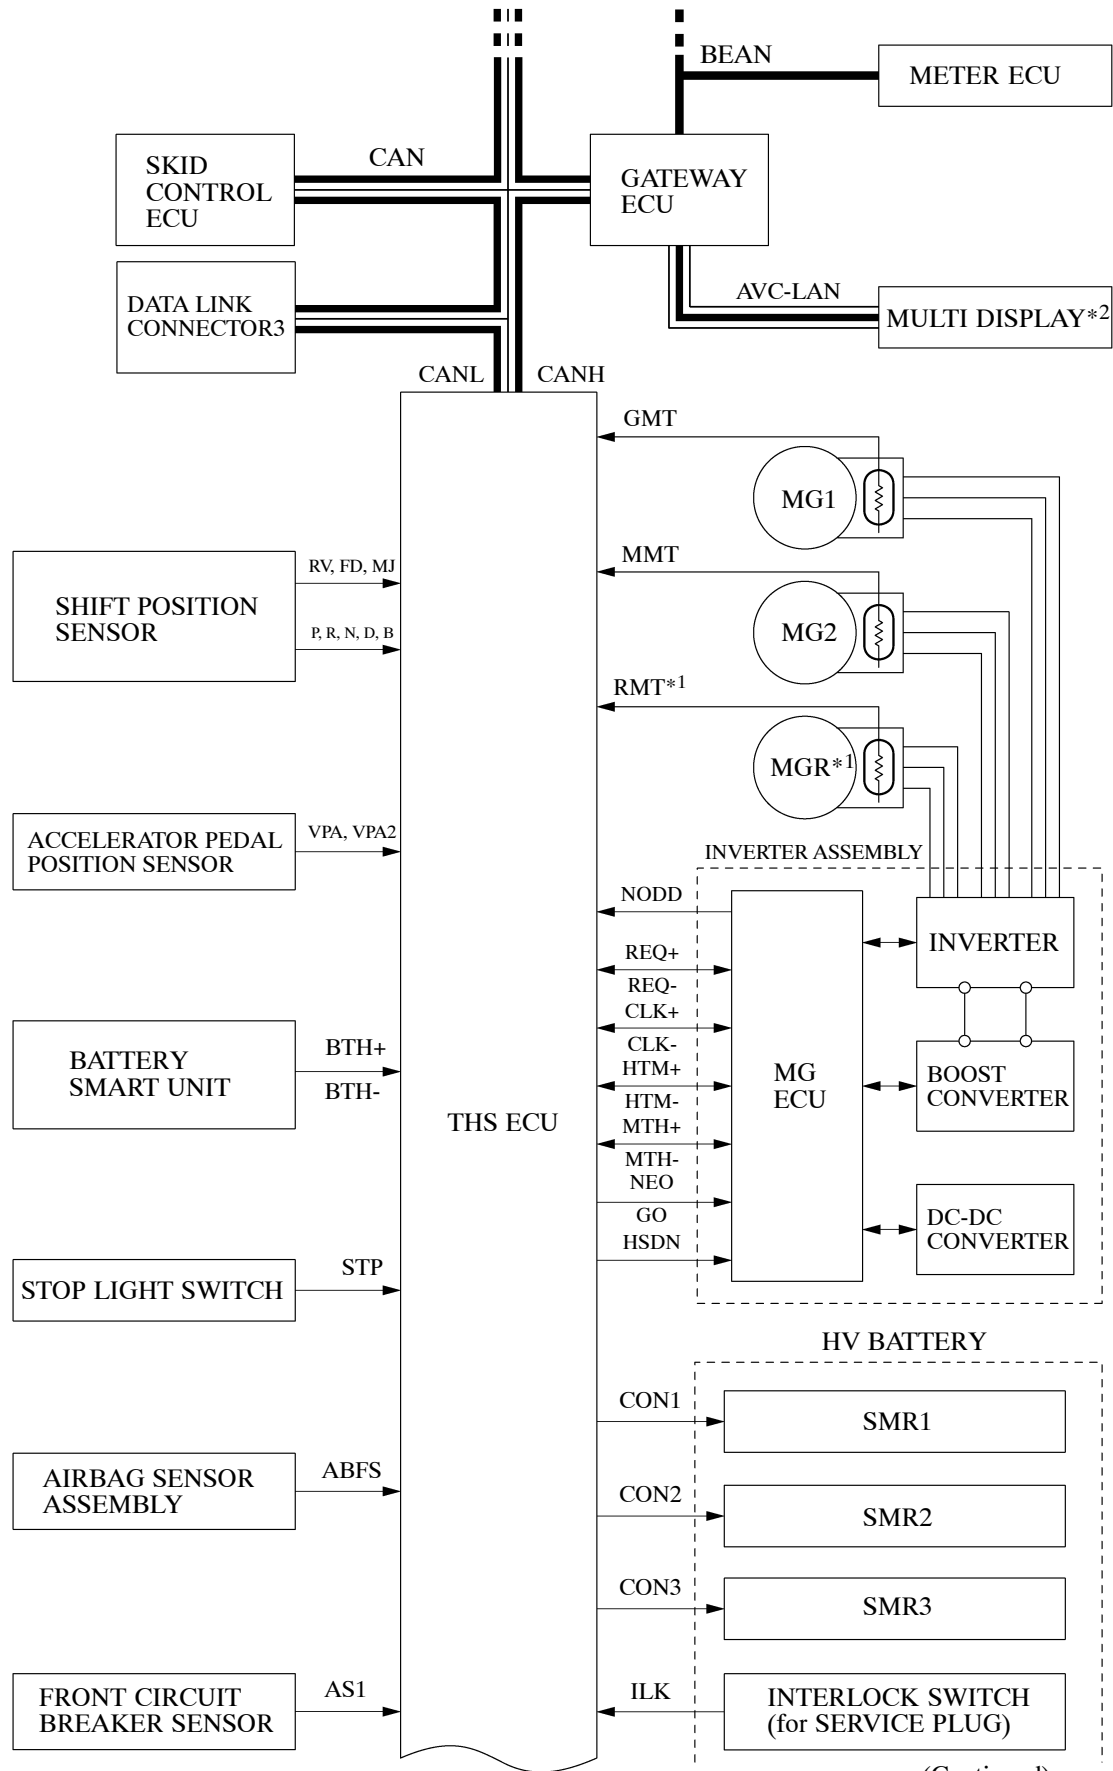 BEAN
METER ECU
SKID
CONTROL
ECU
CAN
GATEWAY
ECU
DATA LINK
CONNECTOR3
AVC-LAN
MULTI DISPLAY*2
CANL
CANH
GMT
MG1
MMT
MG2
RMT*1
MGR*1
SHIFT POSITION
SENSOR
RV, FD, MJ
P, R, N, D, B
ACCELERATOR PEDAL
POSITION SENSOR
VPA, VPA2
INVERTER ASSEMBLY
NODD
REQ+
REQ-
CLK+
CLK-
HTM+
HTM-
MTH+
MTH-
NEO
GO
HSDN
MG
ECU
INVERTER
BOOST
CONVERTER
DC-DC
CONVERTER
BATTERY
SMART UNIT
BTH+
BTH-
THS ECU
STOP LIGHT SWITCH
STP
HV BATTERY
CON1
SMR1
AIRBAG SENSOR
ASSEMBLY
ABFS
CON2
SMR2
CON3
SMR3
FRONT CIRCUIT
BREAKER SENSOR
AS1
ILK
INTERLOCK SWITCH
(for SERVICE PLUG)
(Continued)